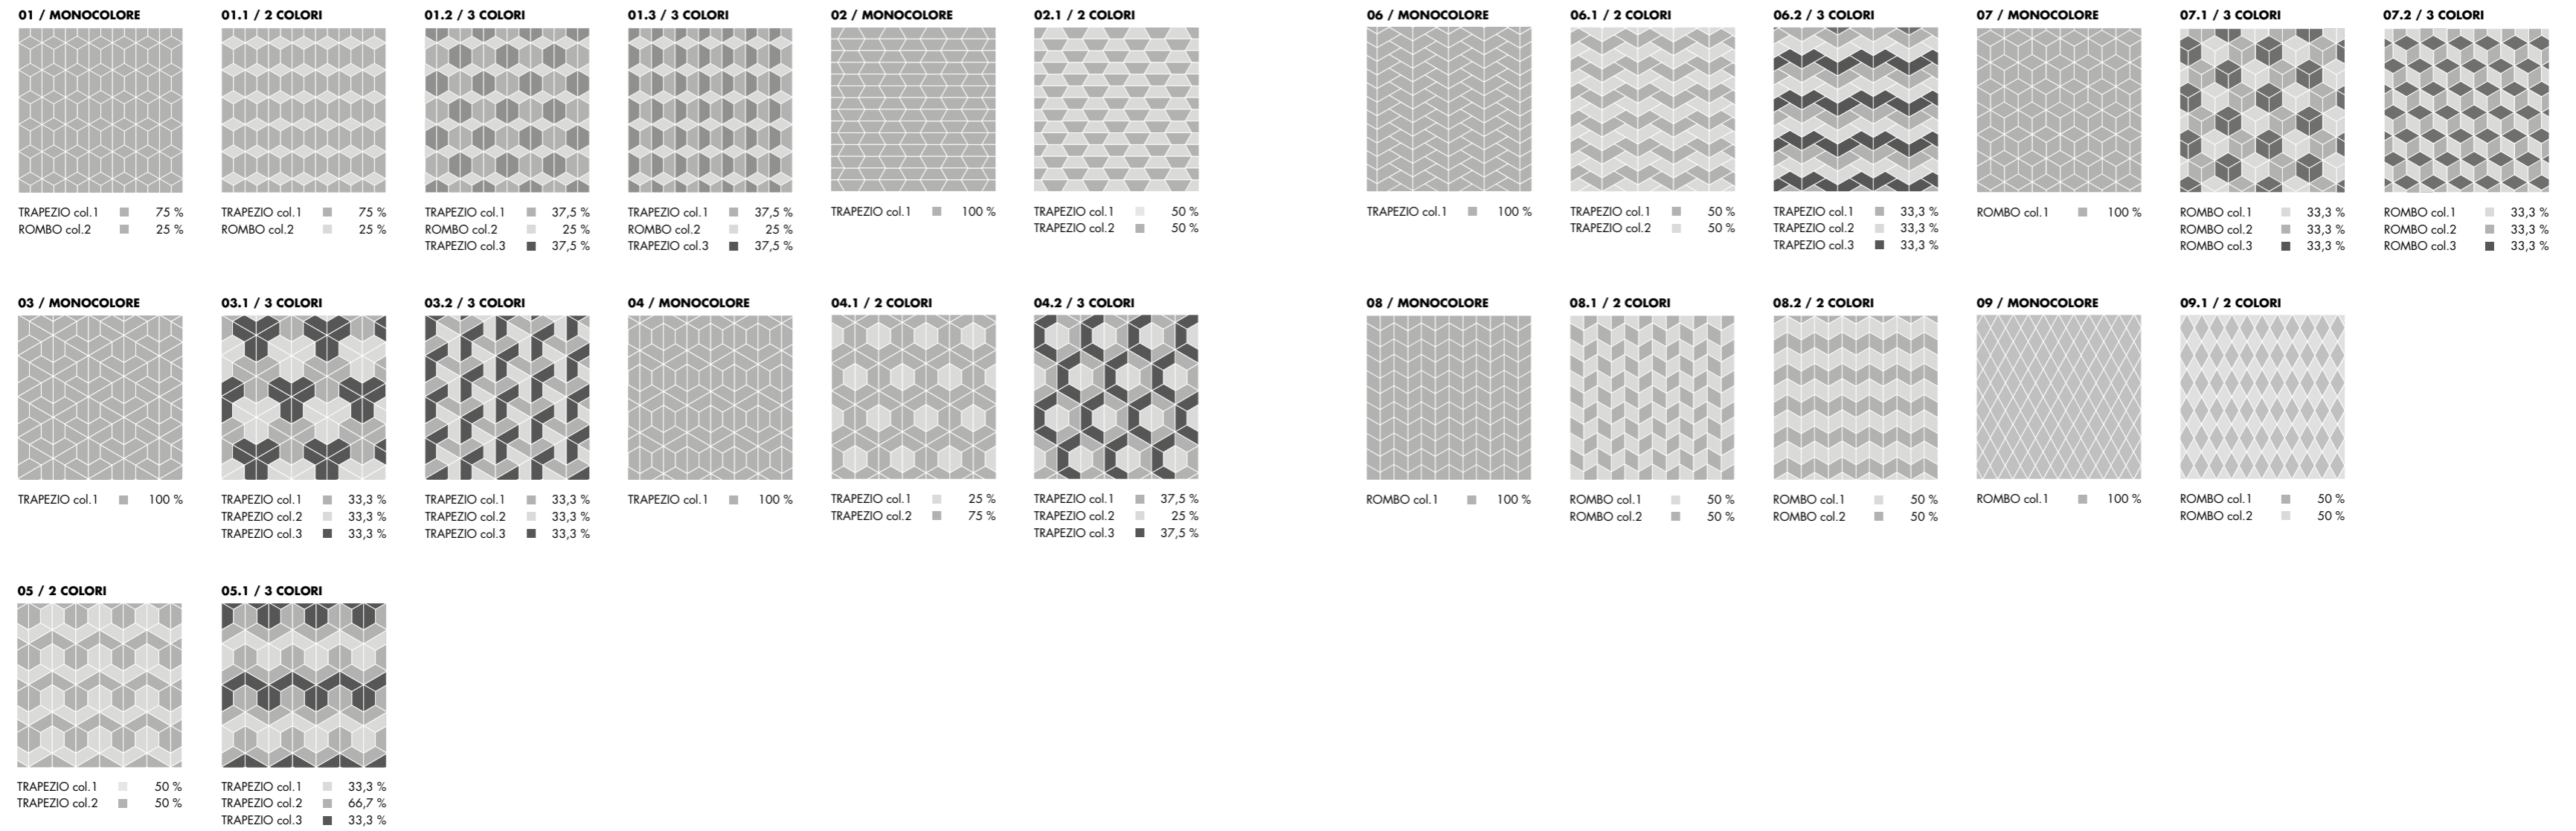 01 / MONOCOLORE
TRAPEZIO col.1 75 %
ROMBO col.2 25 %
01.1 / 2 COLORI
TRAPEZIO col.1 75 %
ROMBO col.2 25 %
01.2 / 3 COLORI
TRAPEZIO col.1 37,5 %
ROMBO col.2 25 %
TRAPEZIO col.3 37,5 %
01.3 / 3 COLORI
TRAPEZIO col.1 37,5 %
ROMBO col.2 25 %
TRAPEZIO col.3 37,5 %
02 / MONOCOLORE
TRAPEZIO col.1 100 %
02.1 / 2 COLORI
TRAPEZIO col.1 50 %
TRAPEZIO col.2 50 %
06 / MONOCOLORE
TRAPEZIO col.1 100 %
06.1 / 2 COLORI
TRAPEZIO col.1 50 %
TRAPEZIO col.2 50 %
06.2 / 3 COLORI
TRAPEZIO col.1 33,3 %
TRAPEZIO col.2 33,3 %
TRAPEZIO col.3 33,3 %
07 / MONOCOLORE
ROMBO col.1 100 %
07.1 / 3 COLORI
ROMBO col.1 33,3 %
ROMBO col.2 33,3 %
ROMBO col.3 33,3 %
07.2 / 3 COLORI
ROMBO col.1 33,3 %
ROMBO col.2 33,3 %
ROMBO col.3 33,3 %
03 / MONOCOLORE
TRAPEZIO col.1 100 %
03.1 / 3 COLORI
TRAPEZIO col.1 33,3 %
TRAPEZIO col.2 33,3 %
TRAPEZIO col.3 33,3 %
03.2 / 3 COLORI
TRAPEZIO col.1 33,3 %
TRAPEZIO col.2 33,3 %
TRAPEZIO col.3 33,3 %
04 / MONOCOLORE
TRAPEZIO col.1 100 %
04.1 / 2 COLORI
TRAPEZIO col.1 25 %
TRAPEZIO col.2 75 %
04.2 / 3 COLORI
TRAPEZIO col.1 37,5 %
TRAPEZIO col.2 25 %
TRAPEZIO col.3 37,5 %
08 / MONOCOLORE
ROMBO col.1 100 %
08.1 / 2 COLORI
ROMBO col.1 50 %
ROMBO col.2 50 %
08.2 / 2 COLORI
ROMBO col.1 50 %
ROMBO col.2 50 %
09 / MONOCOLORE
ROMBO col.1 100 %
09.1 / 2 COLORI
ROMBO col.1 50 %
ROMBO col.2 50 %
05 / 2 COLORI
TRAPEZIO col.1 50 %
TRAPEZIO col.2 50 %
05.1 / 3 COLORI
TRAPEZIO col.1 33,3 %
TRAPEZIO col.2 66,7 %
TRAPEZIO col.3 33,3 %